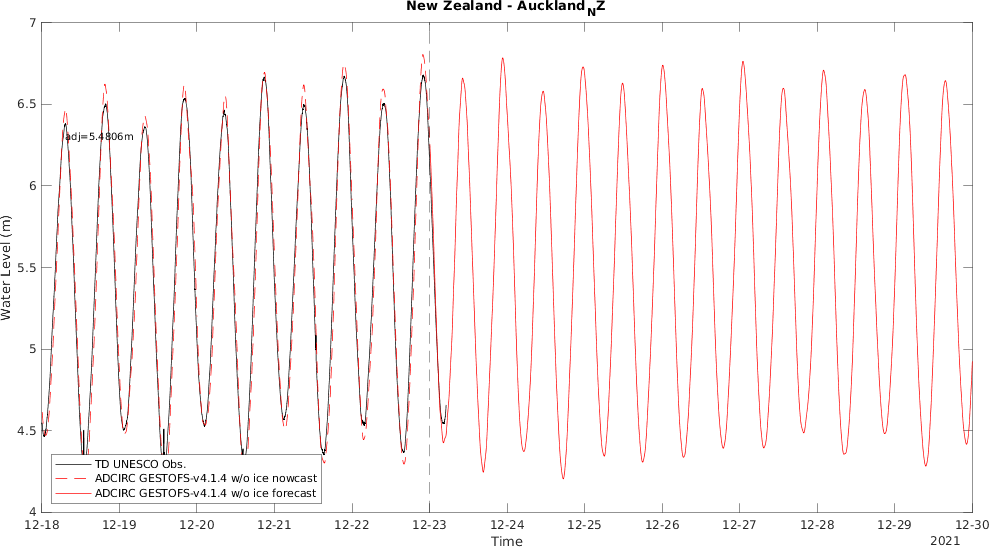 New Zealand - Auckland_NZ
7
6.5
6
5.5
5
4.5
4
Water Level (m)
adj=5.4806m
TD UNESCO Obs.
ADCIRC GESTOFS-v4.1.4 w/o ice nowcast
ADCIRC GESTOFS-v4.1.4 w/o ice forecast
12-18 12-19 12-20 12-21 12-22 12-23 12-24 12-25 12-26 12-27 12-28 12-29 12-30
Time
2021